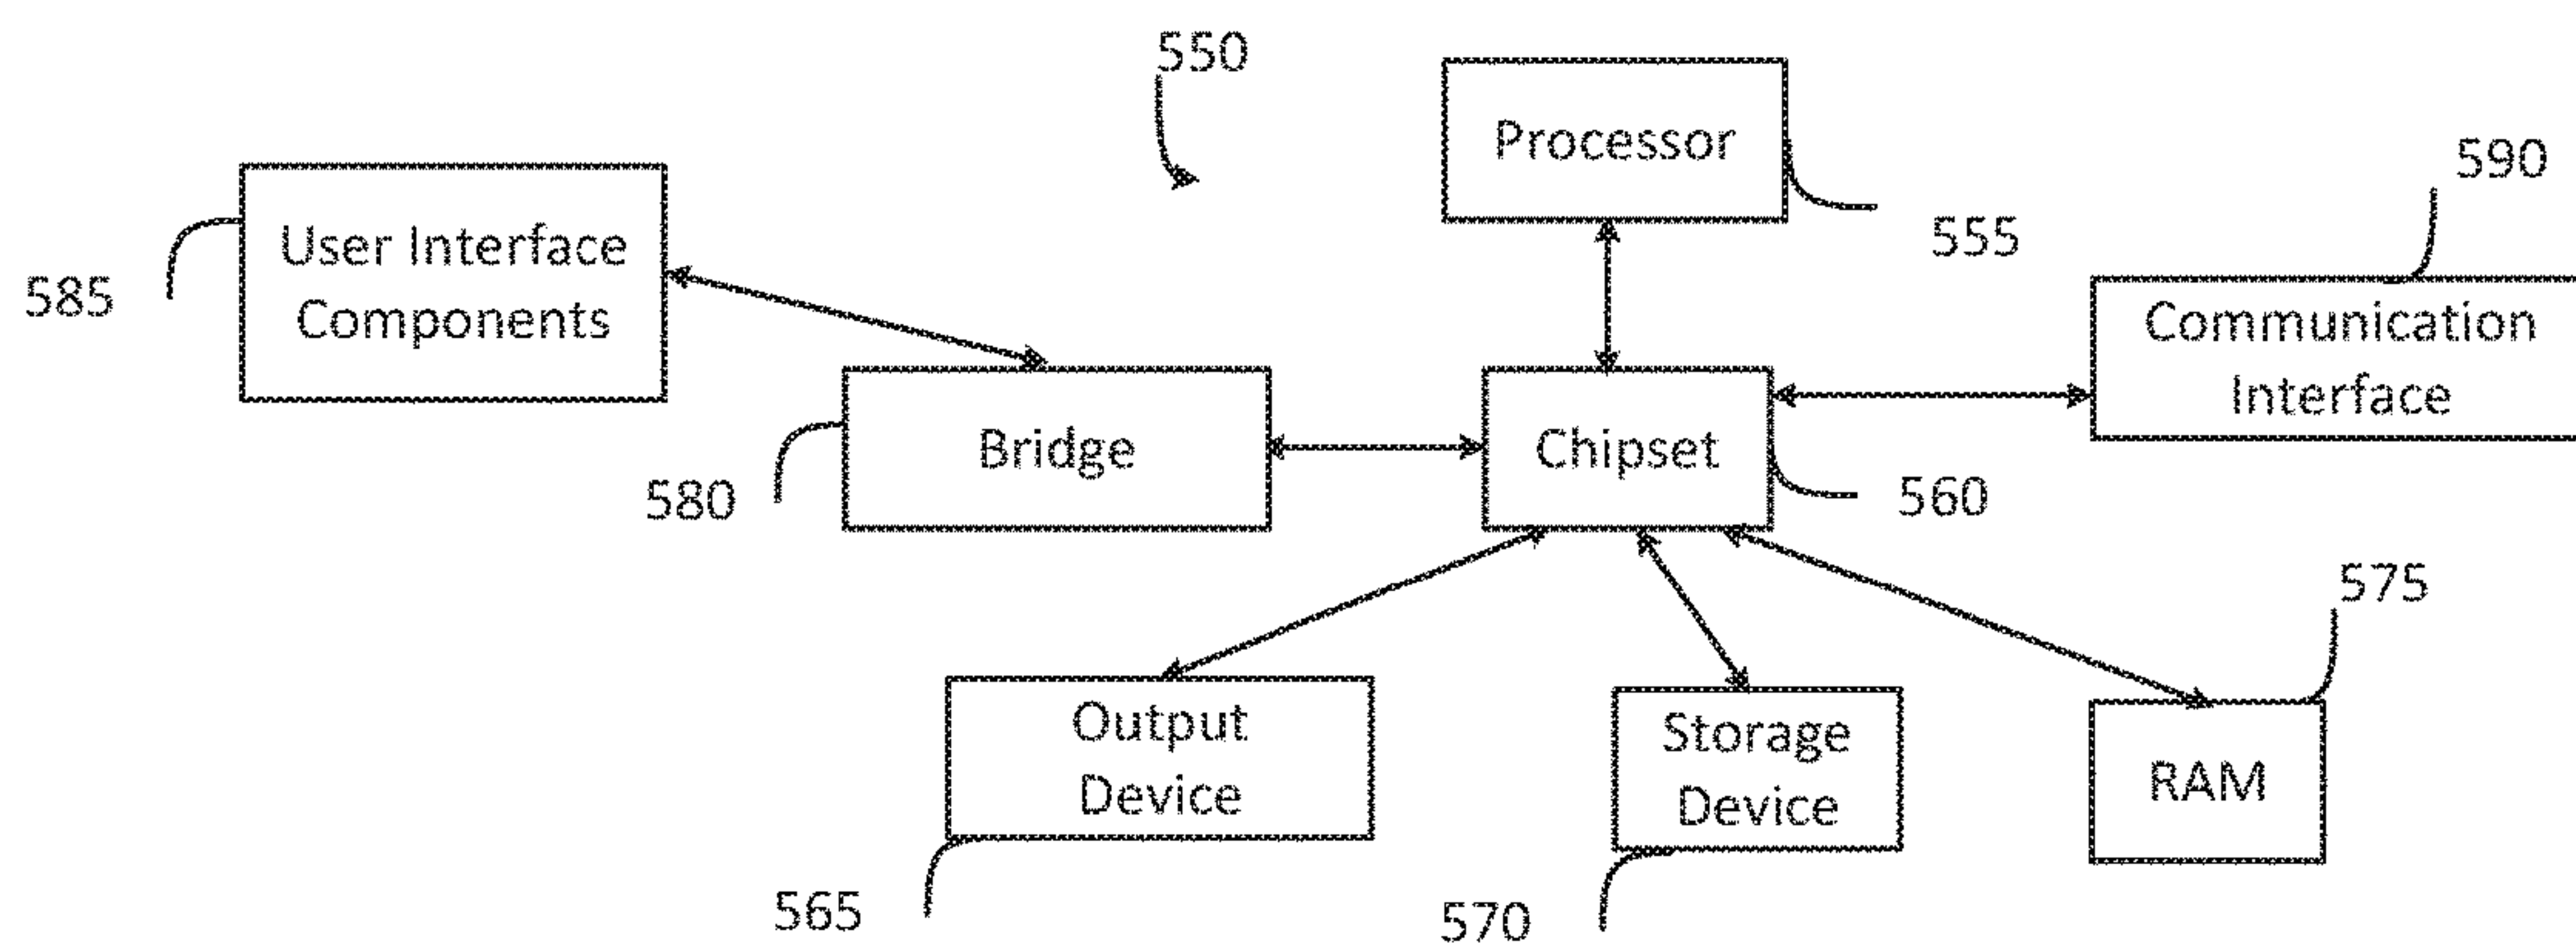 550
Processor
590
User Interface
Components
555
585
Communication
Interface
Bridge
Chipset
580
560
575
Output
Device
Storage
Device
RAM
565
570